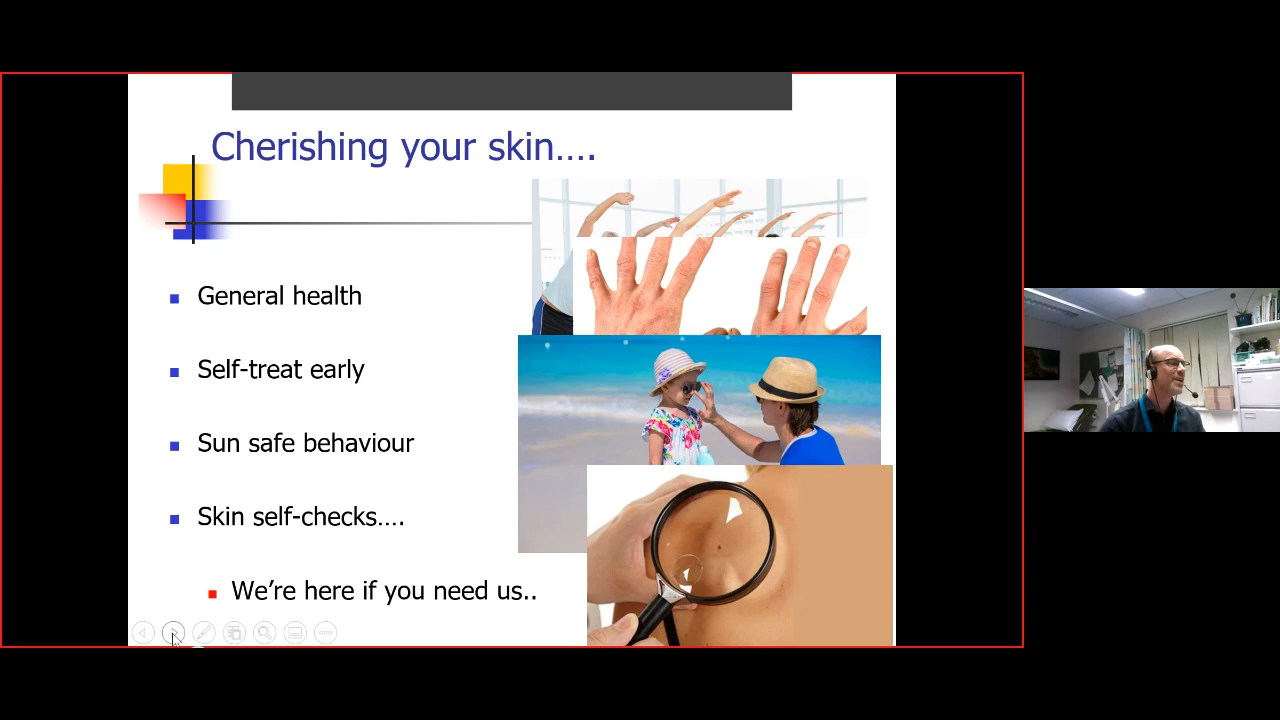 Cherishing your skin....
General health
Self-treat early
Sun safe behaviour
Skin self-checks....
We’re here if you need us..